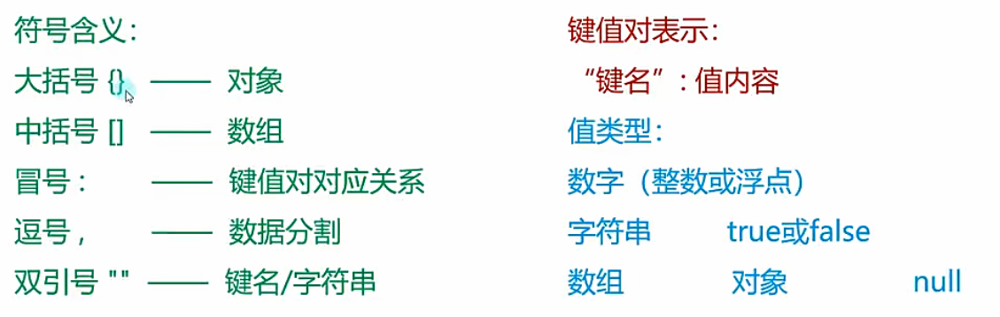 符号含义：
大括号 {} —— 对象
中括号 [] —— 数组
冒号 : —— 键值对对应关系
逗号 , —— 数据分割
双引号 "" —— 键名/字符串
键值对表示：
“键名”: 值内容
值类型：
数字（整数或浮点）
字符串 true或false
数组 对象 null